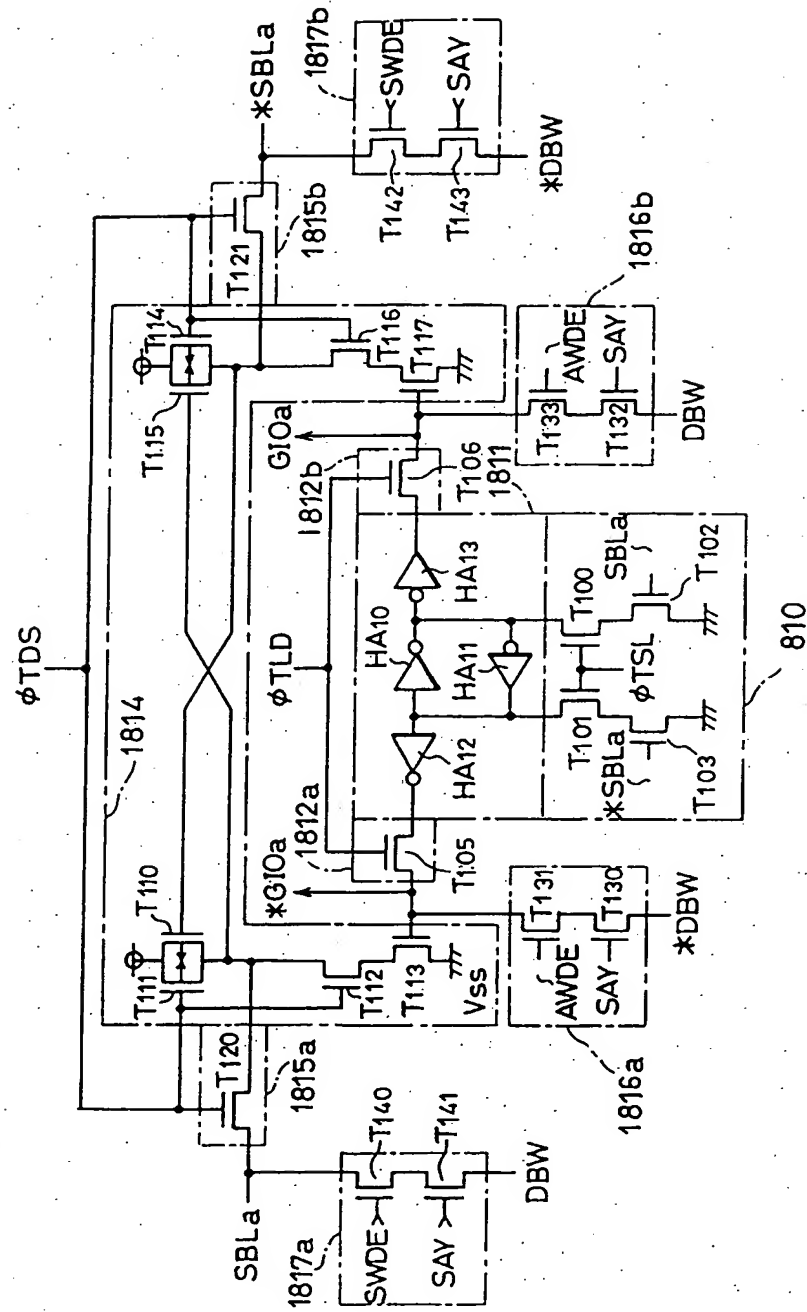 φTDS
1814
T111
T110
T115
T114
T120
1815a
T112
T113
Vss
*GIOa
1812a
φTLD
1812b
GIOa
T116
T117
T121
1815b
*SBLa
SBLa
SWDE
SAY
T140
T141
DBW
1817a
SWDE
SAY
T142
T143
*DBW
1817b
T105
HA12
HA10
HA11
HA13
T106
1811
AWDE
SAY
T131
T130
*DBW
1816a
T101
T100
φTSL
*SBLa
T103
SBLa
T102
810
T133
AWDE
T132
SAY
DBW
1816b